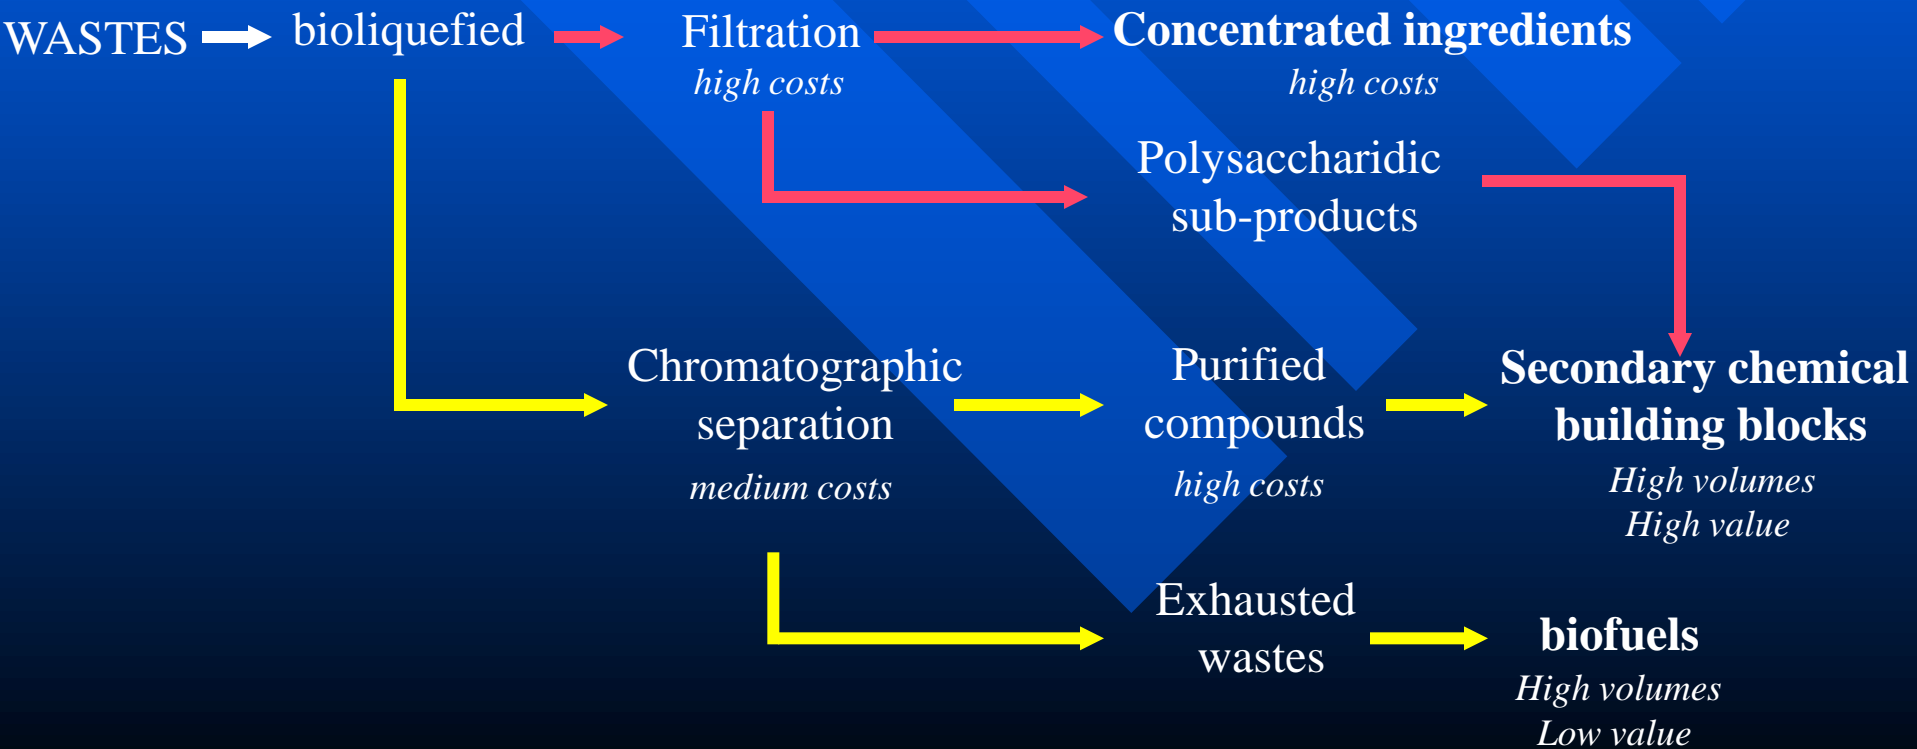 WASTES
bioliquefied
Filtration
high costs
Concentrated ingredients
high costs
Polysaccharidic
sub-products
Chromatographic
separation
medium costs
Purified
compounds
high costs
Secondary chemical
building blocks
High volumes
High value
Exhausted
wastes
biofuels
High volumes
Low value